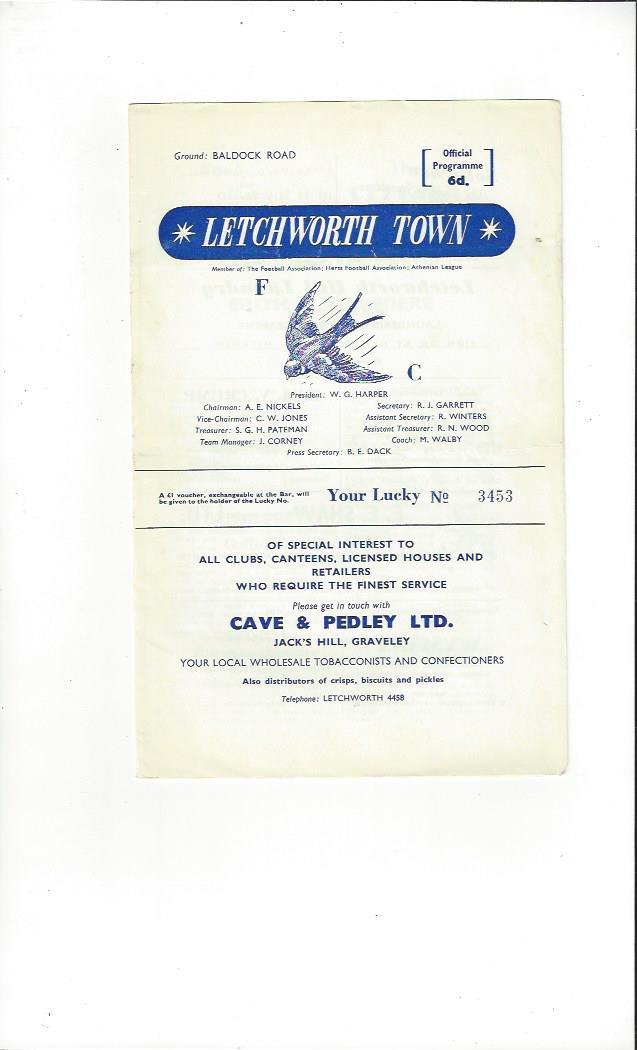 Ground: BALDOCK ROAD
Official
Programme
6d.
LETCHWORTH TOWN
Member of: The Football Association; Herts Football Association; Athenian League
F
C
President: W. G. HARPER
Chairman: A. E. NICKELS Secretary: R. J. GARRETT
Vice-Chairman: C. W. JONES Assistant Secretary: R. WINTERS
Treasurer: S. G. H. PATEMAN Assistant Treasurer: R. N. WOOD
Team Manager: J. CORNEY Coach: M. WALBY
Press Secretary: B. E. DACK
A £1 voucher, exchangeable at the Bar, will
be given to the holder of the Lucky No.
Your Lucky No 3453
OF SPECIAL INTEREST TO
ALL CLUBS, CANTEENS, LICENSED HOUSES AND
RETAILERS
WHO REQUIRE THE FINEST SERVICE
Please get in touch with
CAVE & PEDLEY LTD.
JACK'S HILL, GRAVELEY
YOUR LOCAL WHOLESALE TOBACCONISTS AND CONFECTIONERS
Also distributors of crisps, biscuits and pickles
Telephone: LETCHWORTH 4458